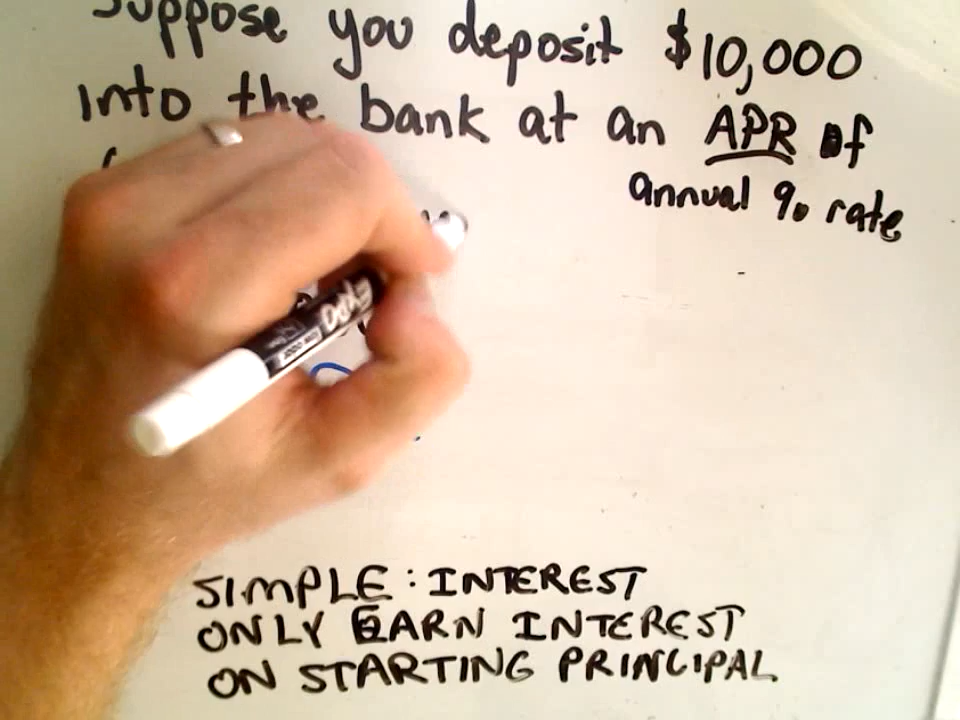 Suppose you deposit $10,000
into the bank at an APR of
annual % rate
EXPO
SIMPLE: INTEREST
ONLY EARN INTEREST
ON STARTING PRINCIPAL